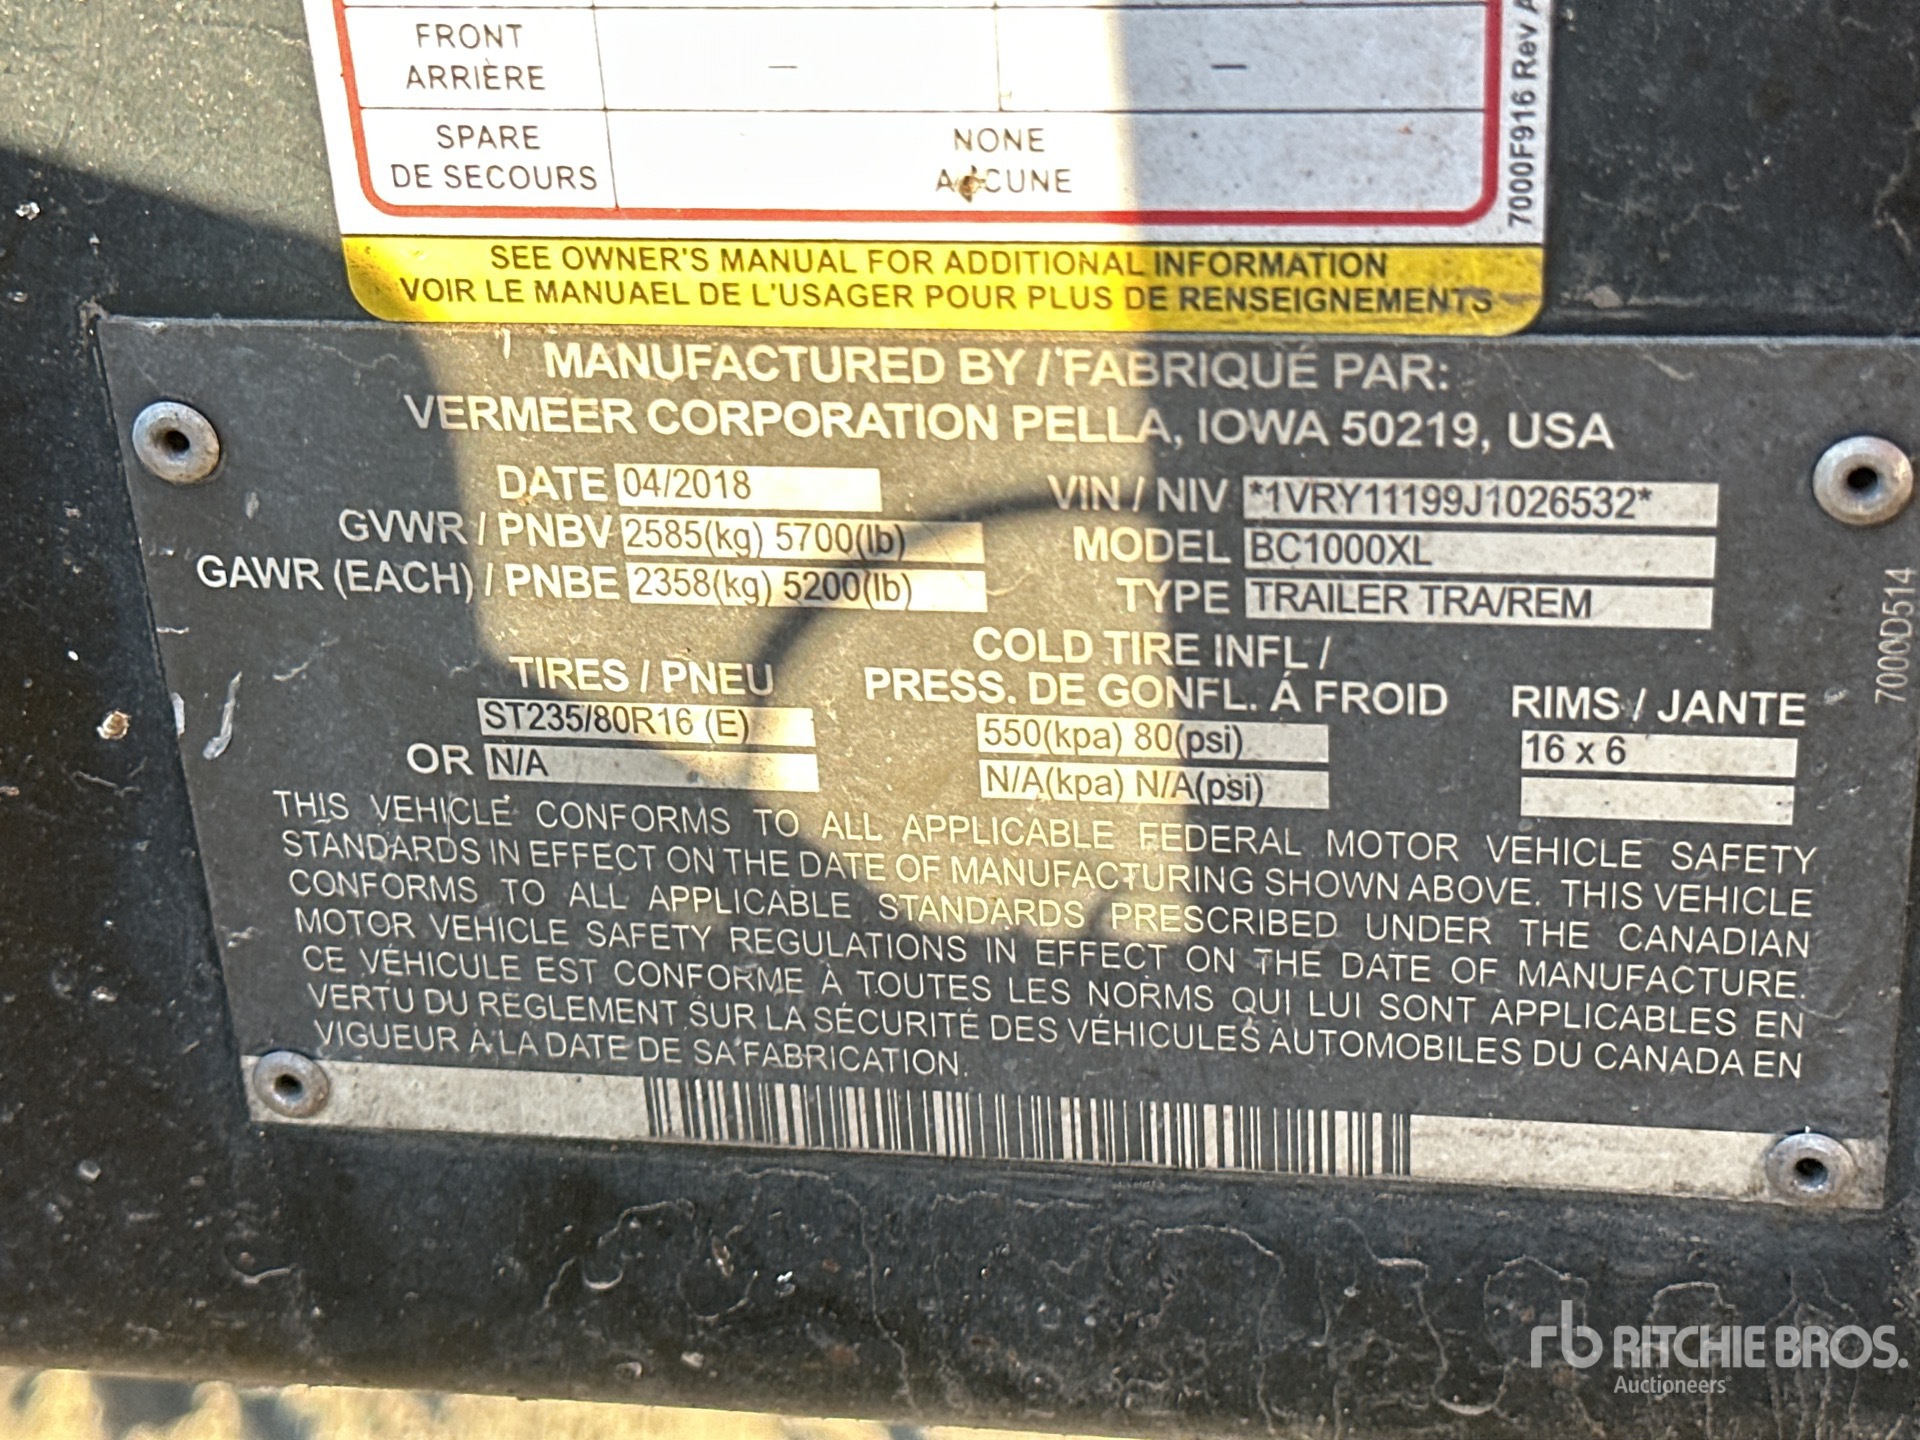 FRONT
ARRIÈRE — —
SPARE NONE
DE SECOURS AUCUNE
7000F916 Rev A
SEE OWNER'S MANUAL FOR ADDITIONAL INFORMATION
VOIR LE MANUAEL DE L'USAGER POUR PLUS DE RENSEIGNEMENTS
MANUFACTURED BY / FABRIQUÉ PAR:
VERMEER CORPORATION PELLA, IOWA 50219, USA
DATE 04/2018 VIN / NIV *1VRY11199J1026532*
GVWR / PNBV 2585(kg) 5700(lb) MODEL BC1000XL
GAWR (EACH) / PNBE 2358(kg) 5200(lb) TYPE TRAILER TRA/REM
7000D514
COLD TIRE INFL /
TIRES / PNEU PRESS. DE GONFL. Á FROID RIMS / JANTE
ST235/80R16 (E) 550(kpa) 80(psi) 16 x 6
OR N/A N/A(kpa) N/A(psi)
THIS VEHICLE CONFORMS TO ALL APPLICABLE FEDERAL MOTOR VEHICLE SAFETY
STANDARDS IN EFFECT ON THE DATE OF MANUFACTURING SHOWN ABOVE. THIS VEHICLE
CONFORMS TO ALL APPLICABLE STANDARDS PRESCRIBED UNDER THE CANADIAN
MOTOR VEHICLE SAFETY REGULATIONS IN EFFECT ON THE DATE OF MANUFACTURE.
CE VÉHICULE EST CONFORME À TOUTES LES NORMS QUI LUI SONT APPLICABLES EN
VERTU DU REGLEMENT SUR LA SÉCURITÉ DES VÉHICULES AUTOMOBILES DU CANADA EN
VIGUEUR À LA DATE DE SA FABRICATION.
rb RITCHIE BROS.
Auctioneers